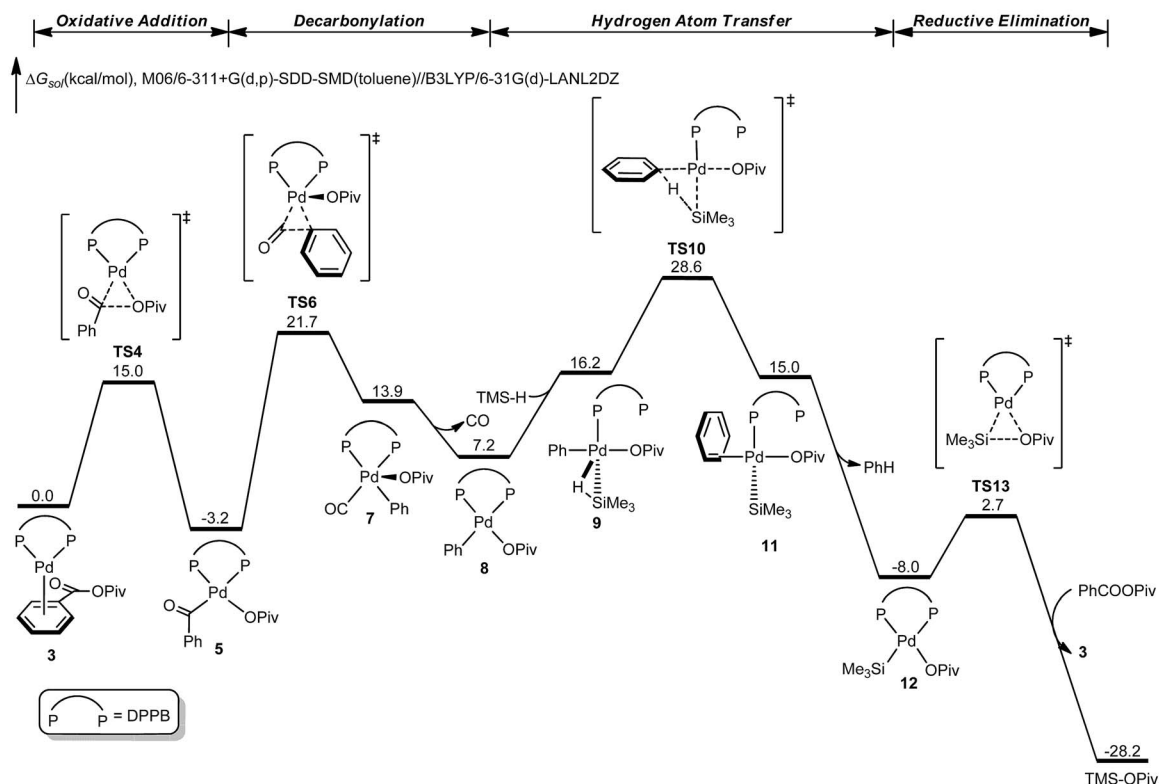 Oxidative Addition
Decarbonylation
Hydrogen Atom Transfer
Reductive Elimination
ΔGsol(kcal/mol), M06/6-311+G(d,p)-SDD-SMD(toluene)//B3LYP/6-31G(d)-LANL2DZ
‡
P P
Pd
O
OPiv
Ph
TS4
15.0
‡
P P
Pd
OPiv
O
TS6
21.7
‡
P P
Pd
OPiv
H
SiMe3
TS10
28.6
‡
P P
Pd
Me3Si
OPiv
TS13
2.7
0.0
P P
Pd
O
OPiv
3
-3.2
P P
Pd
O
OPiv
Ph
5
13.9
P P
Pd
OPiv
OC
Ph
7
CO
7.2
P P
Pd
Ph
OPiv
8
TMS-H
16.2
P P
Ph
Pd
OPiv
H
SiMe3
9
15.0
P P
Pd
OPiv
SiMe3
11
PhH
-8.0
P P
Pd
Me3Si
OPiv
12
PhCOOPiv
3
-28.2
TMS-OPiv
P P = DPPB